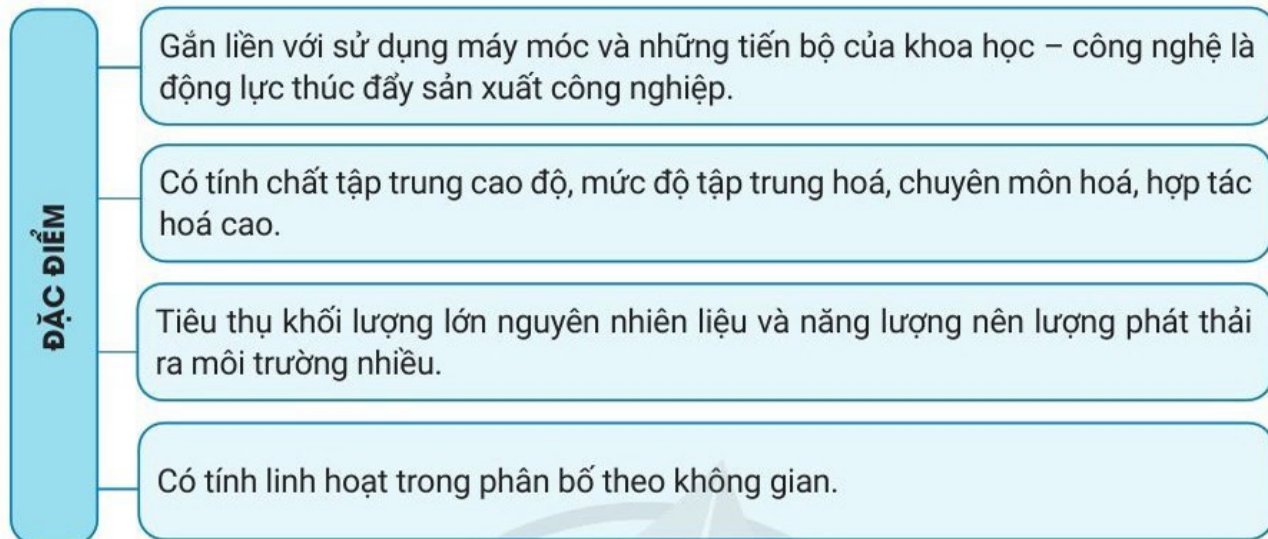 ĐẶC ĐIỂM
Gắn liền với sử dụng máy móc và những tiến bộ của khoa học – công nghệ là
động lực thúc đẩy sản xuất công nghiệp.
Có tính chất tập trung cao độ, mức độ tập trung hoá, chuyên môn hoá, hợp tác
hoá cao.
Tiêu thụ khối lượng lớn nguyên nhiên liệu và năng lượng nên lượng phát thải
ra môi trường nhiều.
Có tính linh hoạt trong phân bố theo không gian.